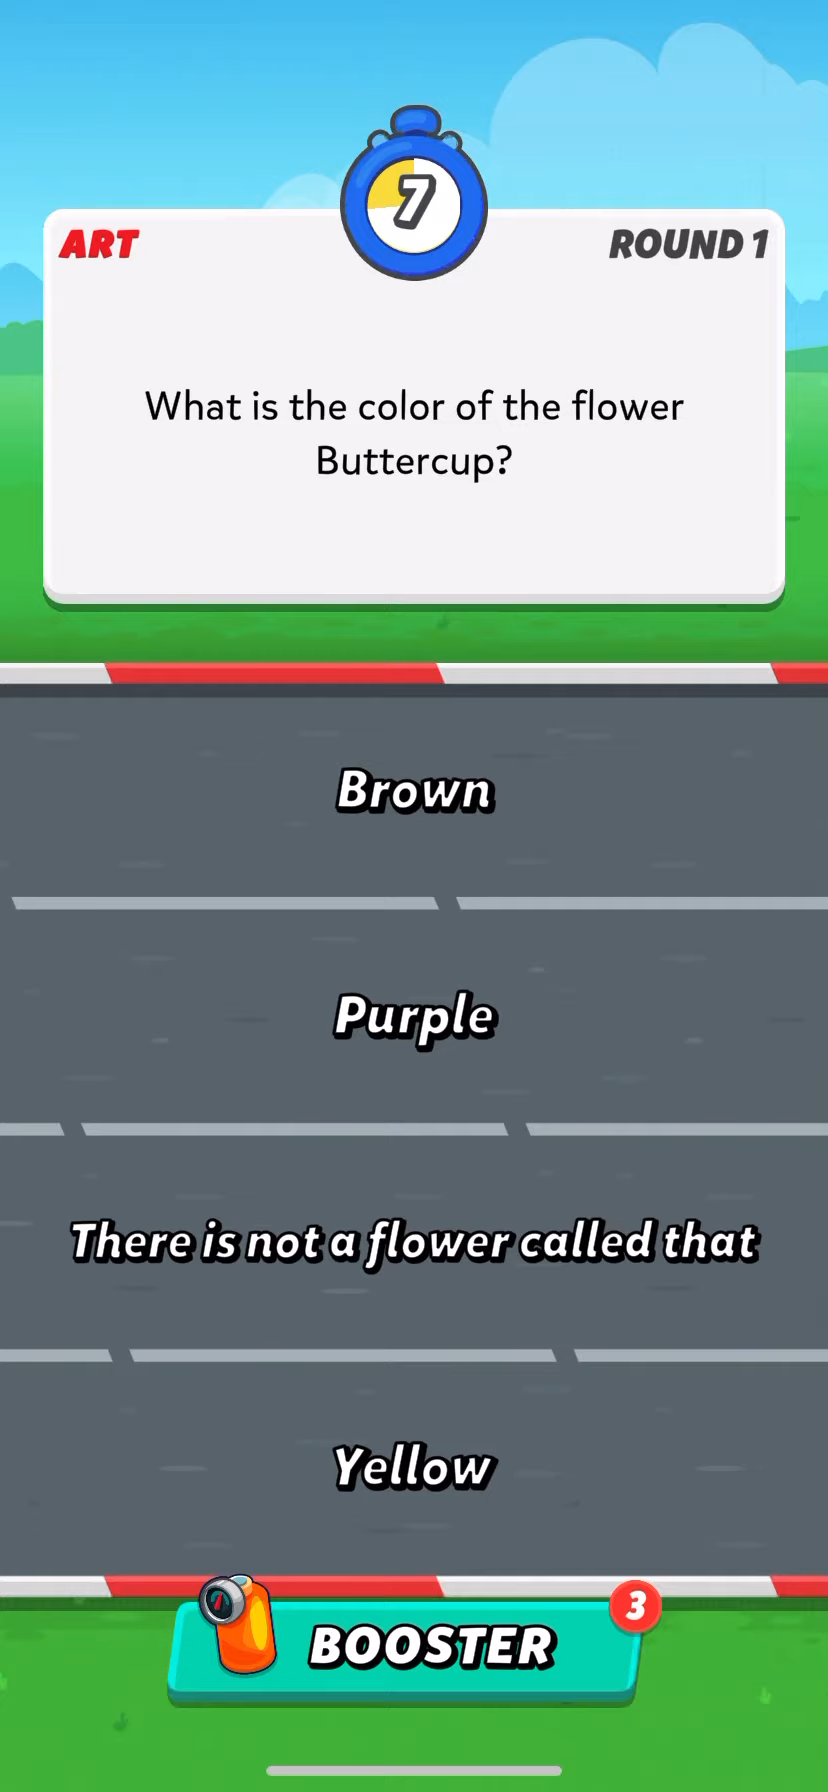 7
ART
ROUND 1
What is the color of the flower
Buttercup?
Brown
Purple
There is not a flower called that
Yellow
3
BOOSTER